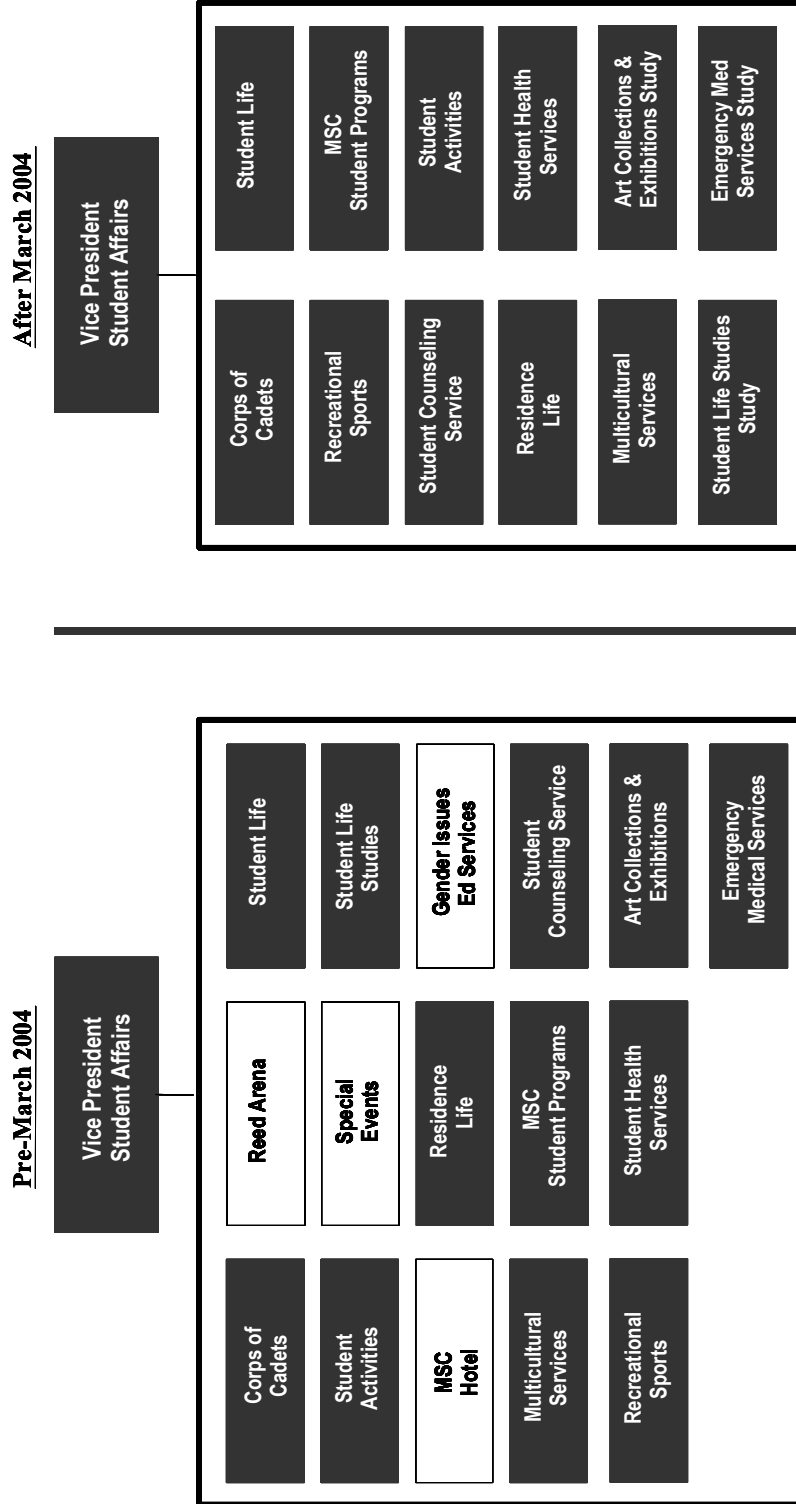 Pre-March 2004
Vice President
Student Affairs
Corps of
Cadets
Reed Arena
Student Life
Student
Activities
Special
Events
Student Life
Studies
MSC
Hotel
Residence
Life
Gender Issues
Ed Services
Multicultural
Services
MSC
Student Programs
Student
Counseling Service
Recreational
Sports
Student Health
Services
Art Collections &
Exhibitions
Emergency
Medical Services
After March 2004
Vice President
Student Affairs
Corps of
Cadets
Student Life
Recreational
Sports
MSC
Student Programs
Student Counseling
Service
Student
Activities
Residence
Life
Student Health
Services
Multicultural
Services
Art Collections &
Exhibitions Study
Student Life Studies
Study
Emergency Med
Services Study